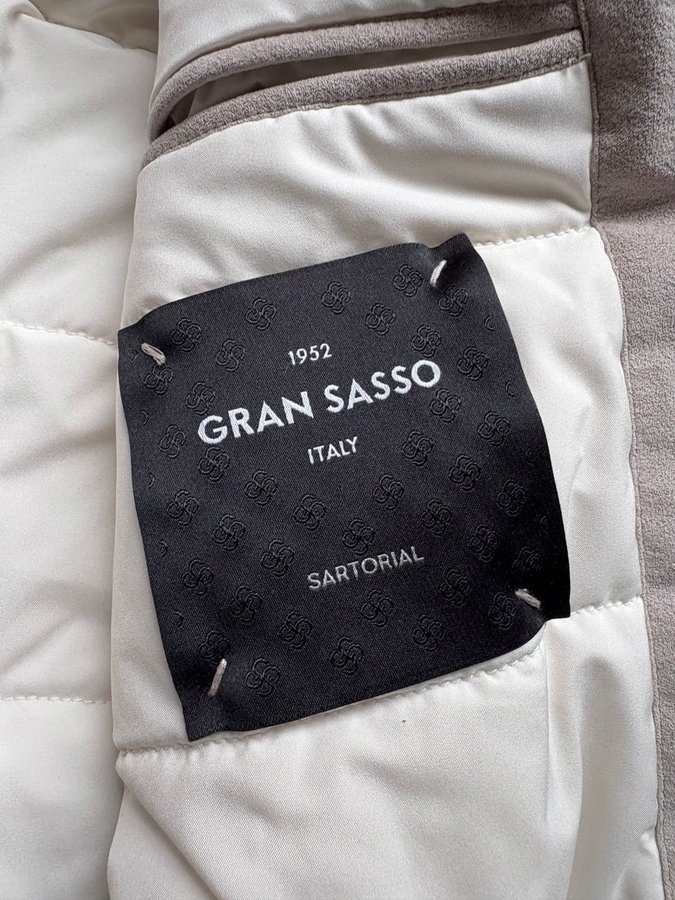 1952
GRAN SASSO
ITALY
SARTORIAL